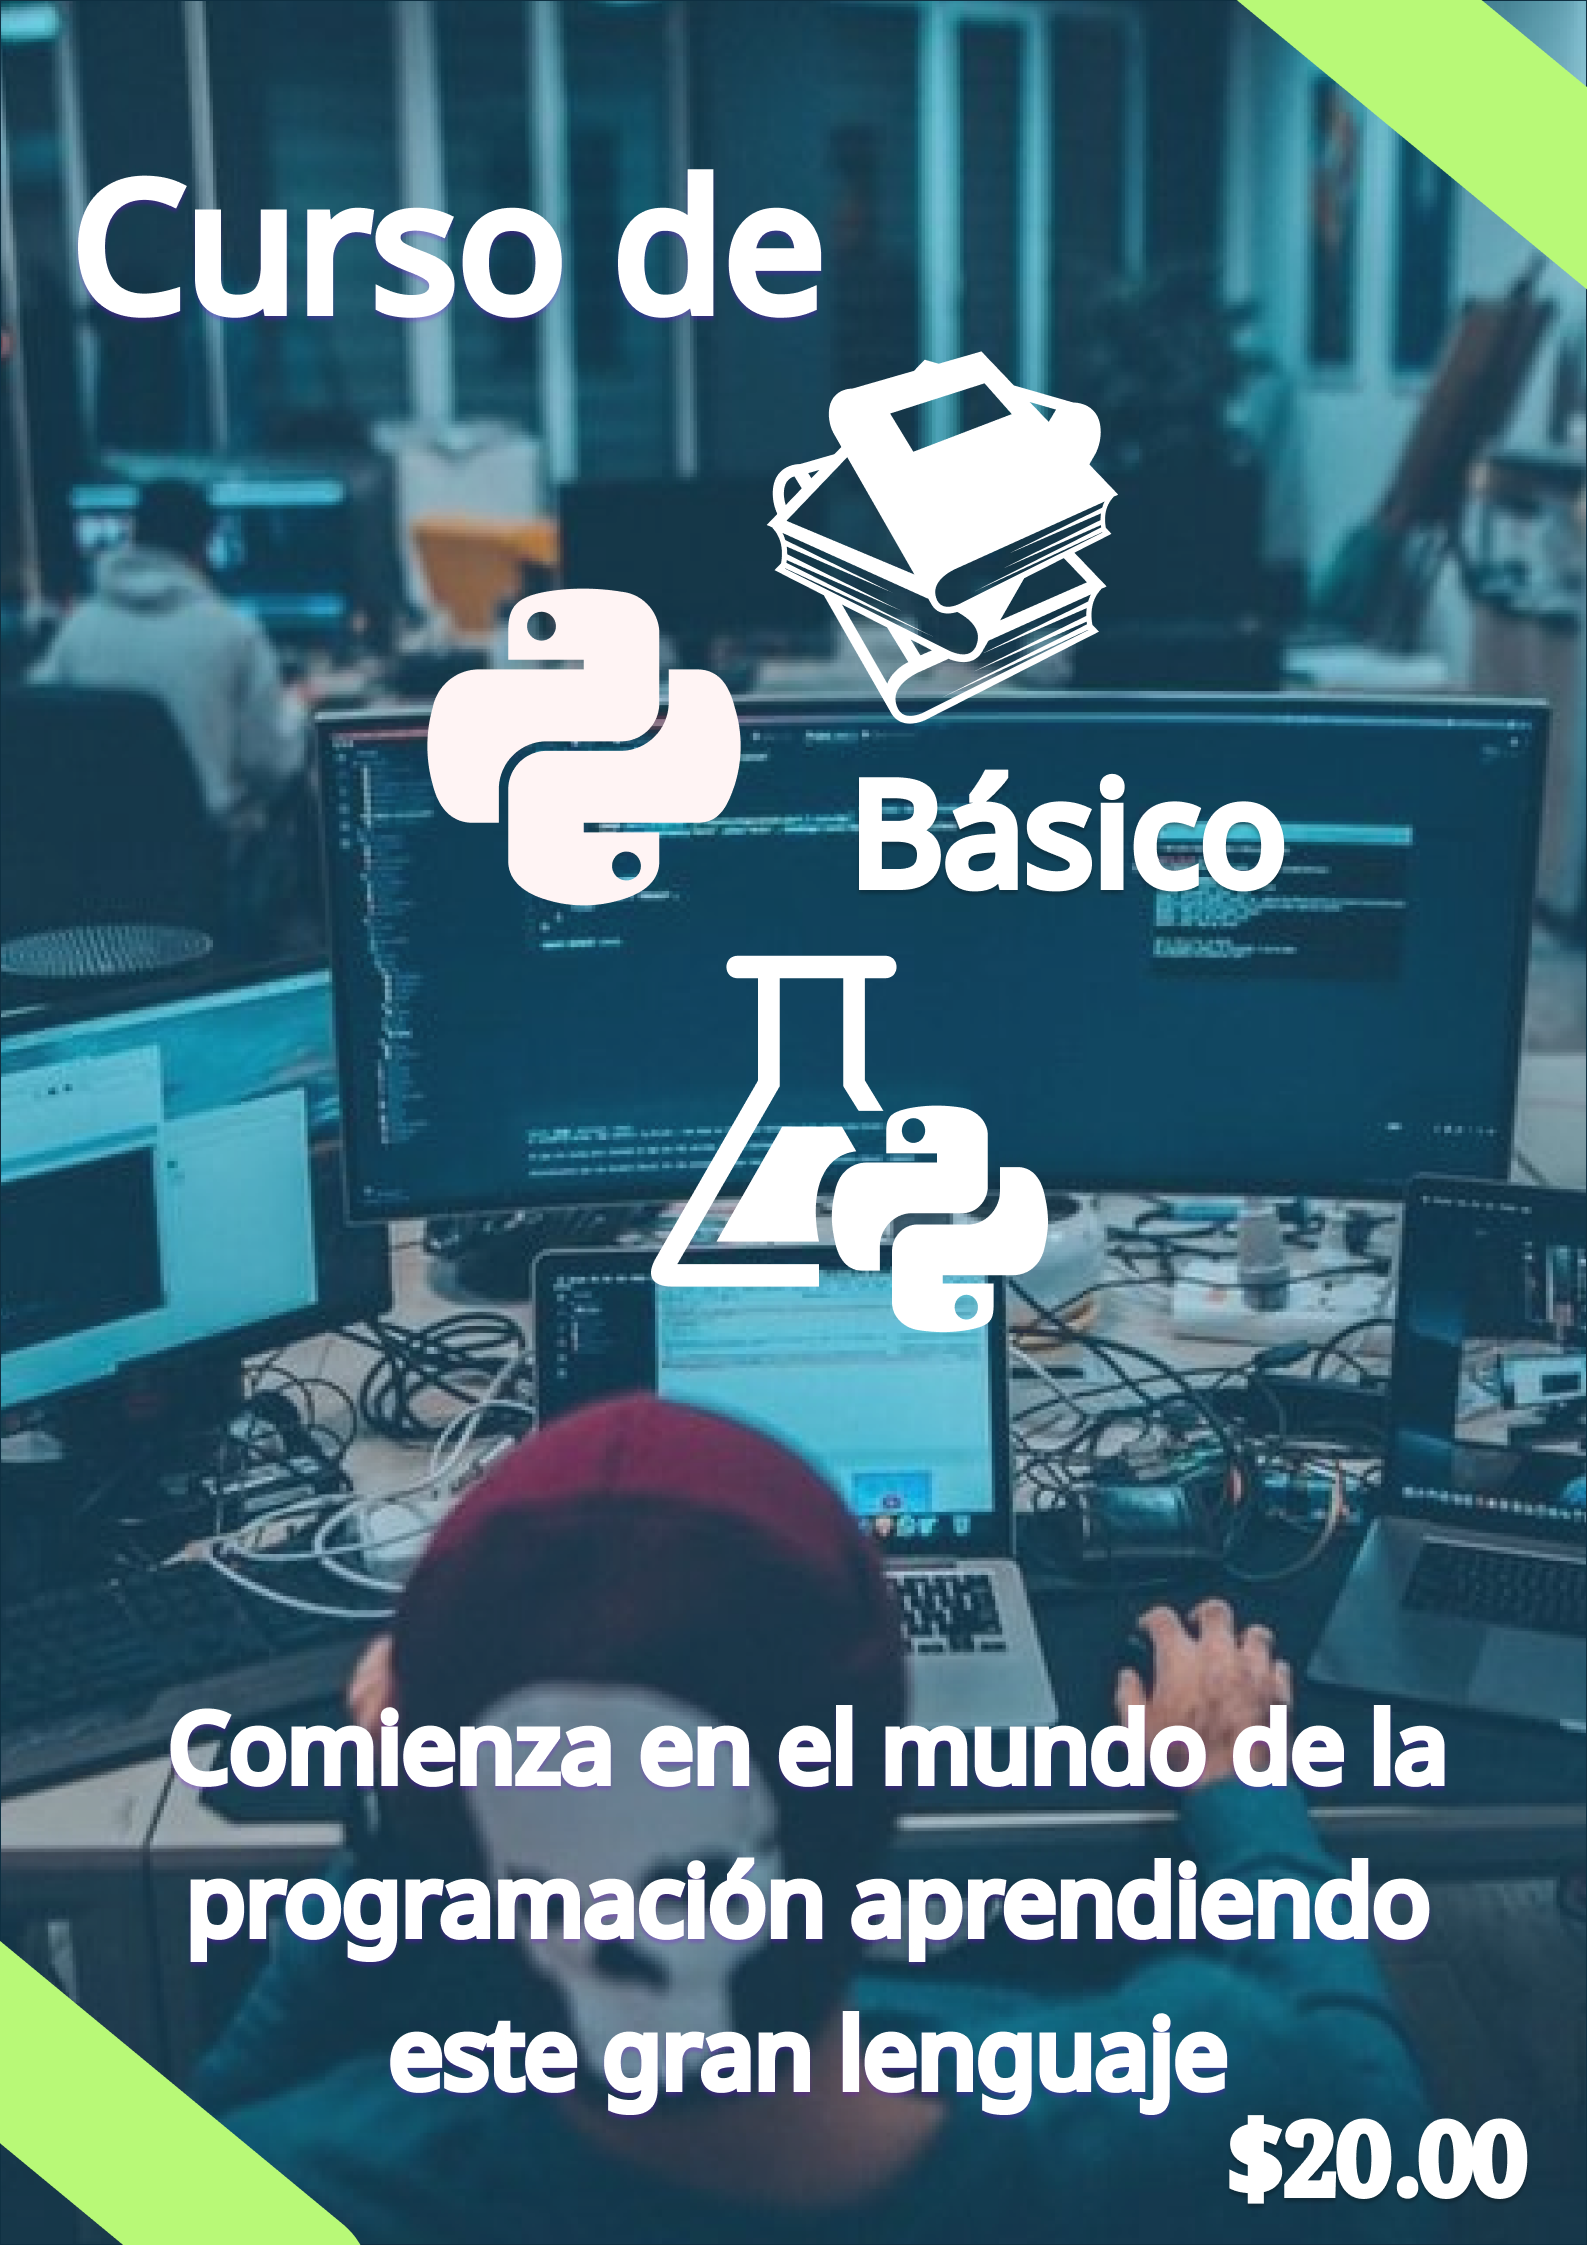 Curso de
Básico
Comienza en el mundo de la
programación aprendiendo
este gran lenguaje
$20.00